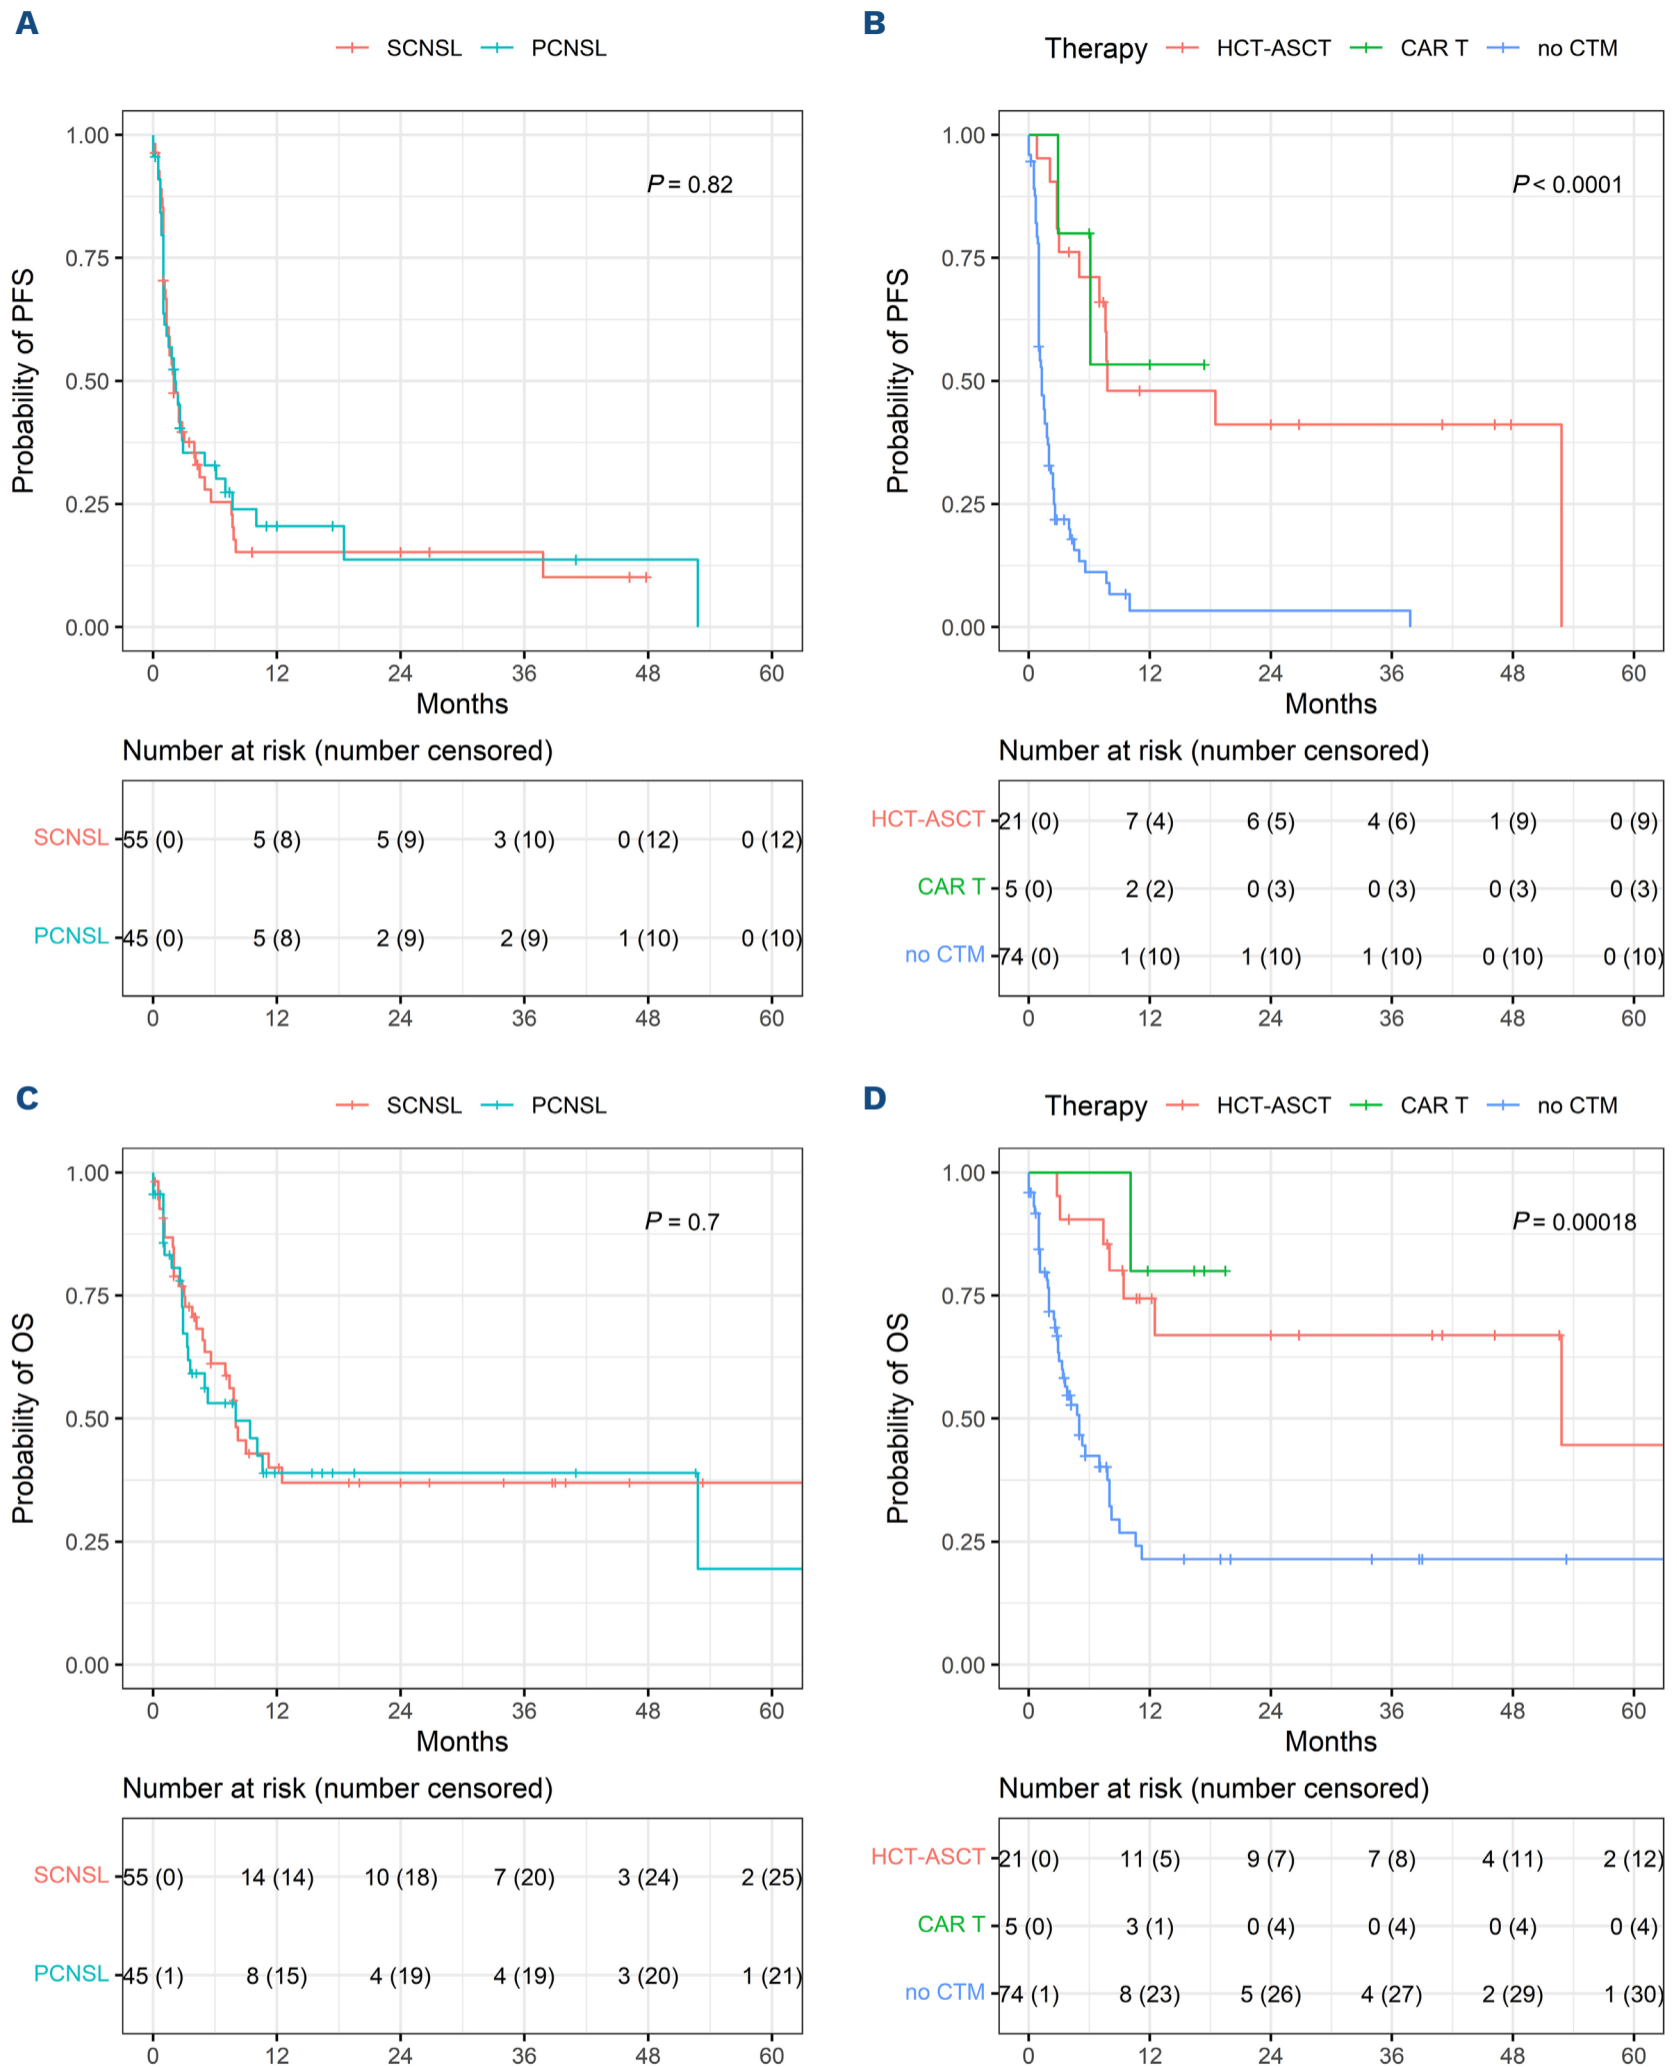 A
SCNSL PCNSL
1.00
0.75
0.50
0.25
0.00
Probability of PFS
P = 0.82
0 12 24 36 48 60
Months
Number at risk (number censored)
SCNSL 55 (0) 5 (8) 5 (9) 3 (10) 0 (12) 0 (12)
PCNSL 45 (0) 5 (8) 2 (9) 2 (9) 1 (10) 0 (10)
0 12 24 36 48 60
B
Therapy HCT-ASCT CAR T no CTM
1.00
0.75
0.50
0.25
0.00
Probability of PFS
P < 0.0001
0 12 24 36 48 60
Months
Number at risk (number censored)
HCT-ASCT 21 (0) 7 (4) 6 (5) 4 (6) 1 (9) 0 (9)
CAR T 5 (0) 2 (2) 0 (3) 0 (3) 0 (3) 0 (3)
no CTM 74 (0) 1 (10) 1 (10) 1 (10) 0 (10) 0 (10)
0 12 24 36 48 60
C
SCNSL PCNSL
1.00
0.75
0.50
0.25
0.00
Probability of OS
P = 0.7
0 12 24 36 48 60
Months
Number at risk (number censored)
SCNSL 55 (0) 14 (14) 10 (18) 7 (20) 3 (24) 2 (25)
PCNSL 45 (1) 8 (15) 4 (19) 4 (19) 3 (20) 1 (21)
0 12 24 36 48 60
D
Therapy HCT-ASCT CAR T no CTM
1.00
0.75
0.50
0.25
0.00
Probability of OS
P = 0.00018
0 12 24 36 48 60
Months
Number at risk (number censored)
HCT-ASCT 21 (0) 11 (5) 9 (7) 7 (8) 4 (11) 2 (12)
CAR T 5 (0) 3 (1) 0 (4) 0 (4) 0 (4) 0 (4)
no CTM 74 (1) 8 (23) 5 (26) 4 (27) 2 (29) 1 (30)
0 12 24 36 48 60